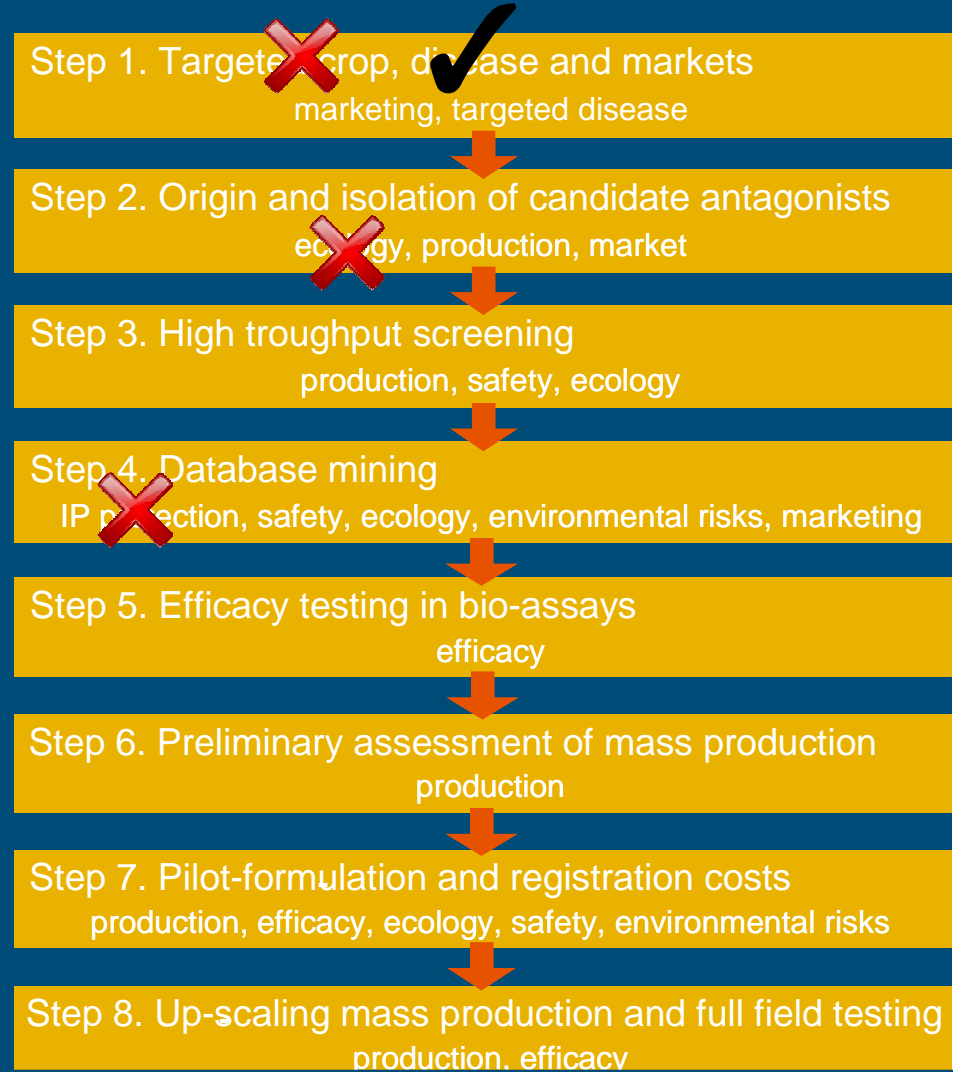 Step 1. Targeted crop, disease and markets
marketing, targeted disease
Step 2. Origin and isolation of candidate antagonists
ecology, production, market
Step 3. High troughput screening
production, safety, ecology
Step 4. Database mining
IP protection, safety, ecology, environmental risks, marketing
Step 5. Efficacy testing in bio-assays
efficacy
Step 6. Preliminary assessment of mass production
production
Step 7. Pilot-formulation and registration costs
production, efficacy, ecology, safety, environmental risks
Step 8. Up-scaling mass production and full field testing
production, efficacy